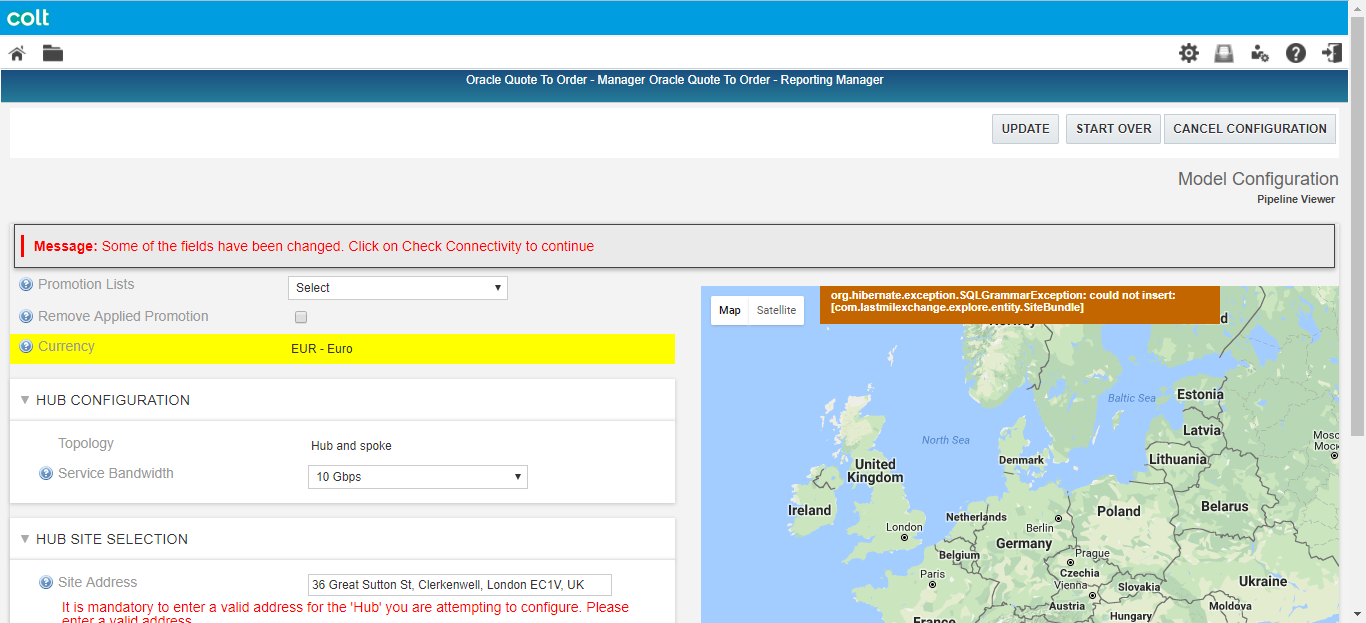 colt
Oracle Quote To Order - Manager Oracle Quote To Order - Reporting Manager
UPDATE
START OVER
CANCEL CONFIGURATION
Model Configuration
Pipeline Viewer
Message: Some of the fields have been changed. Click on Check Connectivity to continue
Promotion Lists
Select
Remove Applied Promotion
Currency
EUR - Euro
HUB CONFIGURATION
Topology
Hub and spoke
Service Bandwidth
10 Gbps
HUB SITE SELECTION
Site Address
36 Great Sutton St, Clerkenwell, London EC1V, UK
It is mandatory to enter a valid address for the 'Hub' you are attempting to configure. Please
enter a valid address
Map
Satellite
org.hibernate.exception.SQLGrammarException: could not insert:
[com.lastmilexchange.explore.entity.SiteBundle]
Norway
Baltic Sea
Estonia
Latvia
North Sea
Denmark
Lithuania
United
Kingdom
Ireland
Netherlands
Poland
Belarus
London
Berlin
Germany
Belgium
Prague
Paris
Czechia
Vienna
Slovakia
Ukraine
Austria
Moldova
Hungary
France